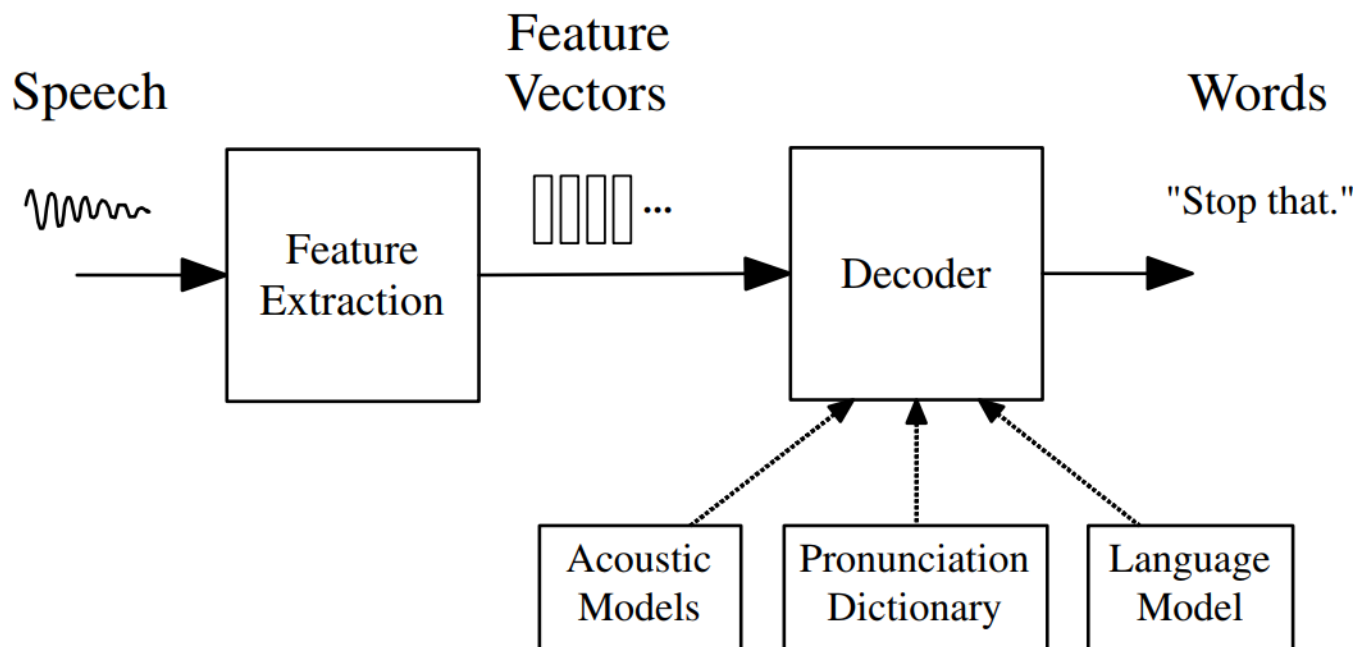 Speech
Feature
Vectors
Words
"Stop that."
...
Feature
Extraction
Decoder
Acoustic
Models
Pronunciation
Dictionary
Language
Model